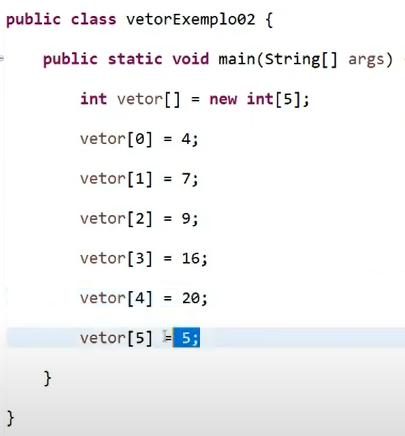 public class vetorExemplo02 {
public static void main(String[] args)
int vetor[] = new int[5];
vetor[0] = 4;
vetor[1] = 7;
vetor[2] = 9;
vetor[3] = 16;
vetor[4] = 20;
vetor[5] = 5;
}
}